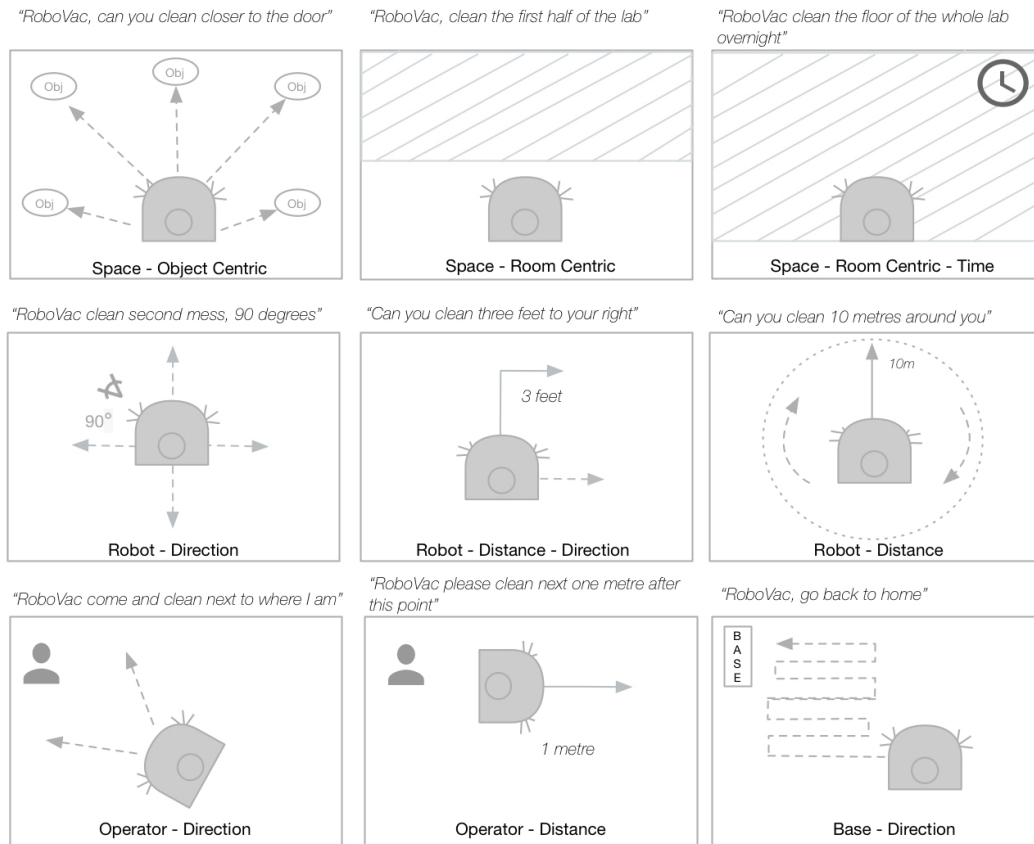 “RoboVac, can you clean closer to the door”
“RoboVac, clean the first half of the lab”
“RoboVac, clean the floor of the whole lab
overnight”
Obj
Obj
Obj
Obj
Obj
Space - Object Centric
Space - Room Centric
Space - Room Centric - Time
“RoboVac clean second mess, 90 degrees”
“Can you clean three feet to your right”
“Can you clean 10 metres around you”
90°
3 feet
10m
Robot - Direction
Robot - Distance - Direction
Robot - Distance
“RoboVac come and clean next to where I am”
“RoboVac please clean next one metre after
this point”
“RoboVac, go back to home”
1 metre
B
A
S
E
Operator - Direction
Operator - Distance
Base - Direction